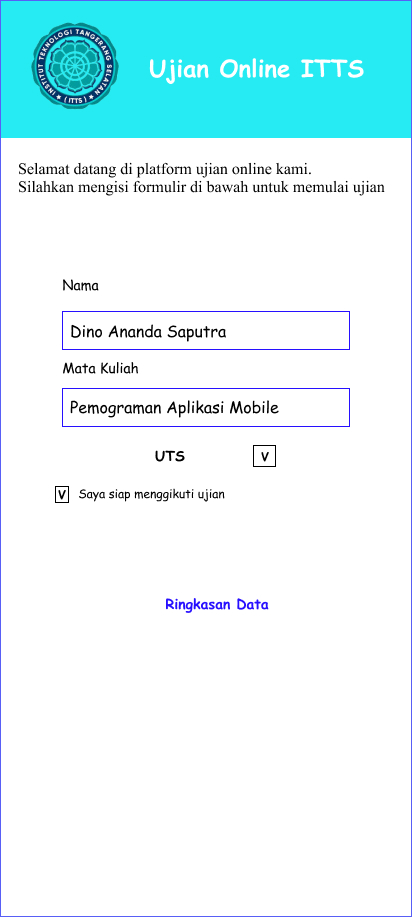 INSTITUT TEKNOLOGI TANGERANG SELATAN
★ ( ITTS ) ★
Ujian Online ITTS
Selamat datang di platform ujian online kami.
Silahkan mengisi formulir di bawah untuk memulai ujian
Nama
Dino Ananda Saputra
Mata Kuliah
Pemograman Aplikasi Mobile
UTS V
V Saya siap menggikuti ujian
Ringkasan Data